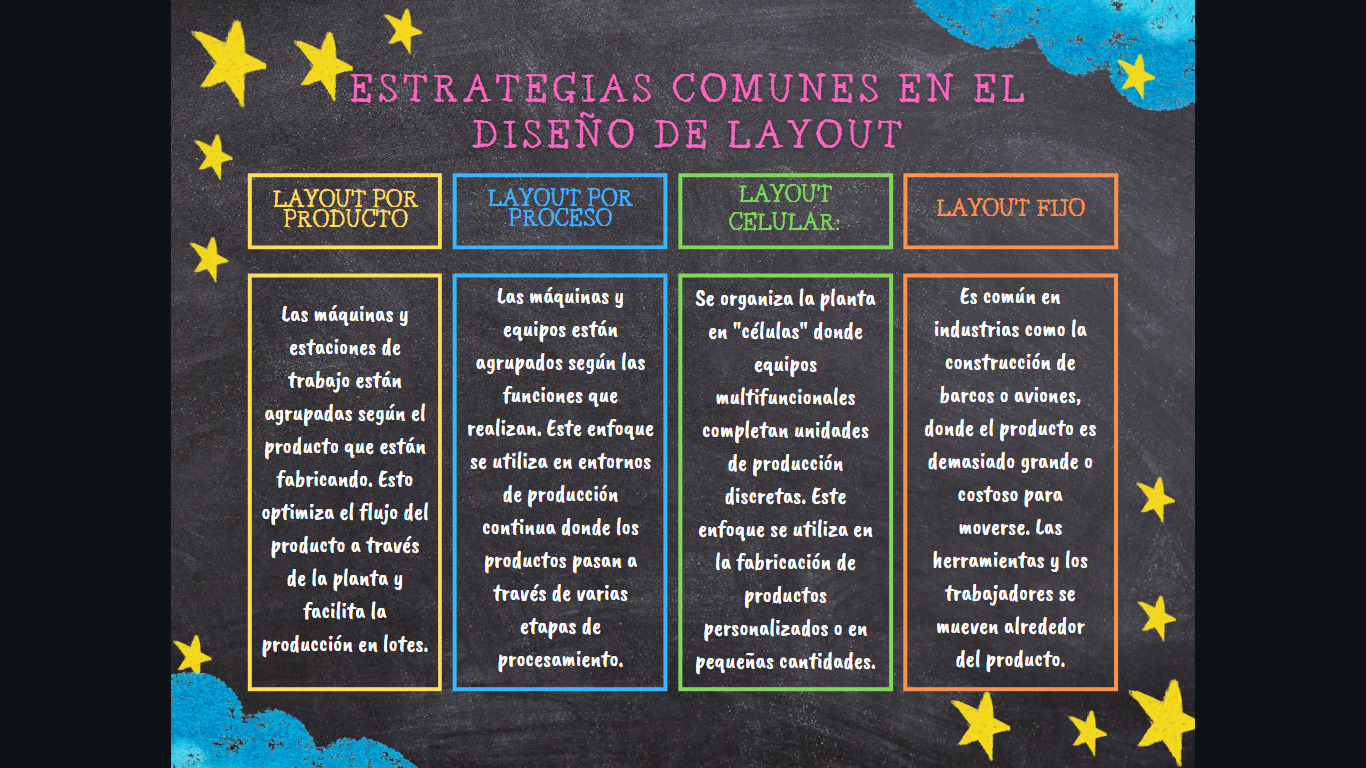 ESTRATEGIAS COMUNES EN EL
DISEÑO DE LAYOUT
LAYOUT POR
PRODUCTO
Las máquinas y
estaciones de
trabajo están
agrupadas según el
producto que están
fabricando. Esto
optimiza el flujo del
producto a través
de la planta y
facilita la
producción en lotes.
LAYOUT POR
PROCESO
Las máquinas y
equipos están
agrupados según las
funciones que
realizan. Este enfoque
se utiliza en entornos
de producción
continua donde los
productos pasan a
través de varias
etapas de
procesamiento.
LAYOUT
CELULAR:
Se organiza la planta
en "células" donde
equipos
multifuncionales
completan unidades
de producción
discretas. Este
enfoque se utiliza en
la fabricación de
productos
personalizados o en
pequeñas cantidades.
LAYOUT FIJO
Es común en
industrias como la
construcción de
barcos o aviones,
donde el producto es
demasiado grande o
costoso para
moverse. Las
herramientas y los
trabajadores se
mueven alrededor
del producto.